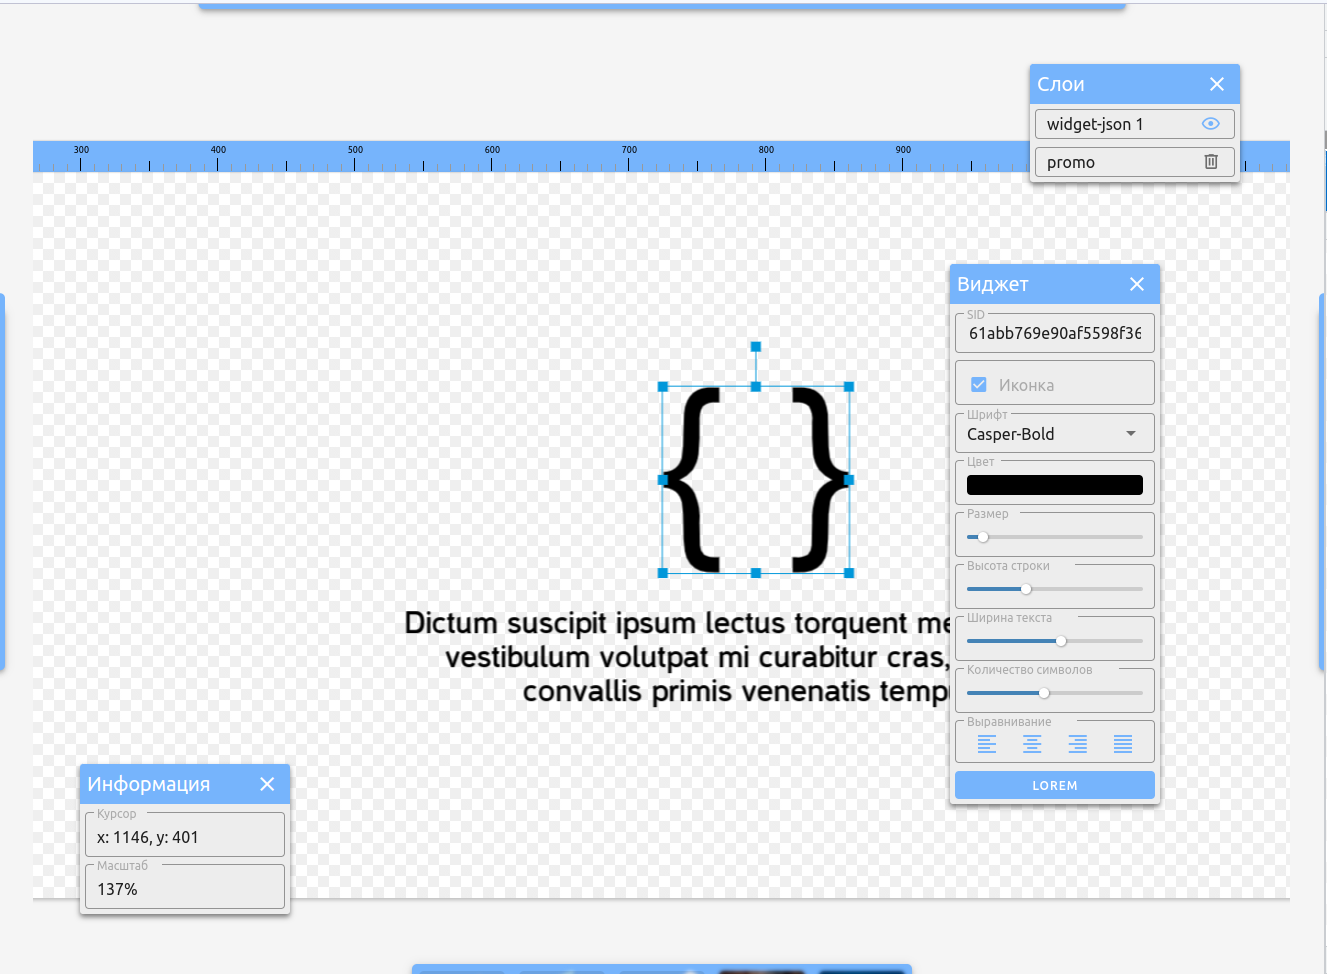 Слои
widget-json 1
promo
300 400 500 600 700 800 900
Виджет
SID
61abb769e90af5598f36
Иконка
Шрифт
Casper-Bold
Цвет
Размер
Высота строки
Ширина текста
Количество символов
Выравнивание
LOREM
{ }
Dictum suscipit ipsum lectus torquent
vestibulum volutpat mi curabitur cras,
convallis primis venenatis
Информация
Курсор
x: 1146, y: 401
Масштаб
137%